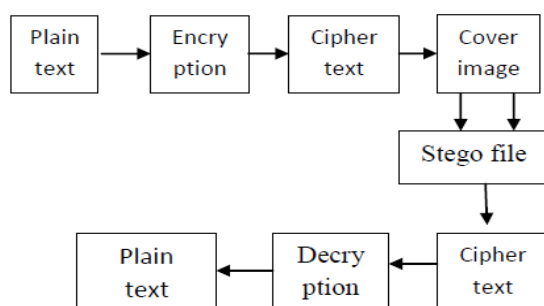 Plain
text
Encry
ption
Cipher
text
Cover
image
Stego file
Plain
text
Decry
ption
Cipher
text